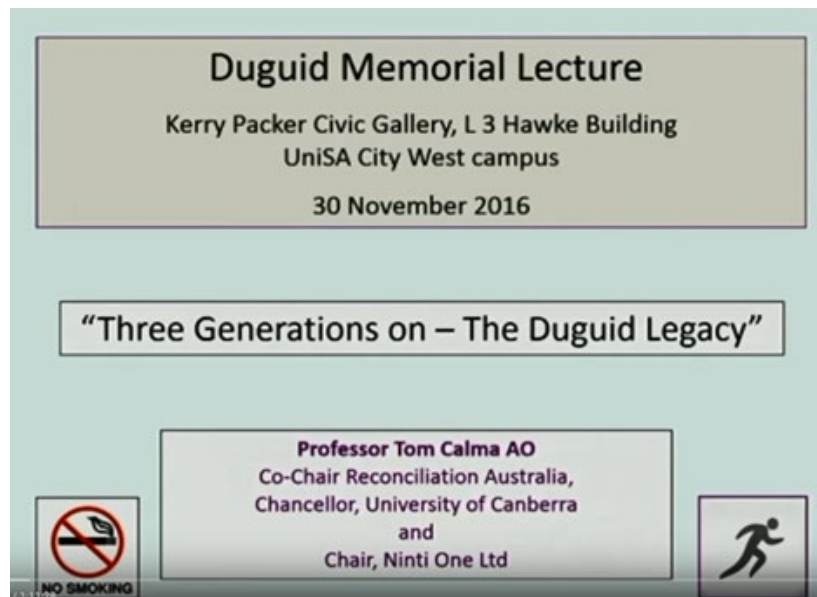 Duguid Memorial Lecture
Kerry Packer Civic Gallery, L 3 Hawke Building
UniSA City West campus
30 November 2016
“Three Generations on – The Duguid Legacy”
Professor Tom Calma AO
Co-Chair Reconciliation Australia,
Chancellor, University of Canberra
and
Chair, Ninti One Ltd
NO SMOKING